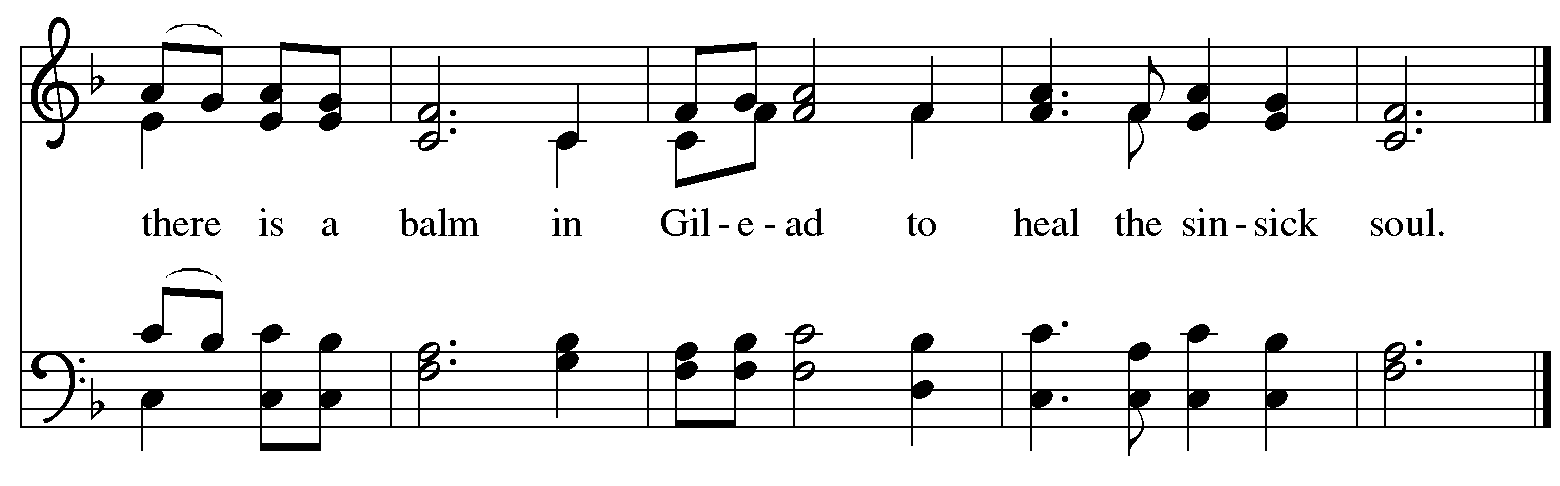 there is a balm in Gil - e - ad to heal the sin - sick soul.